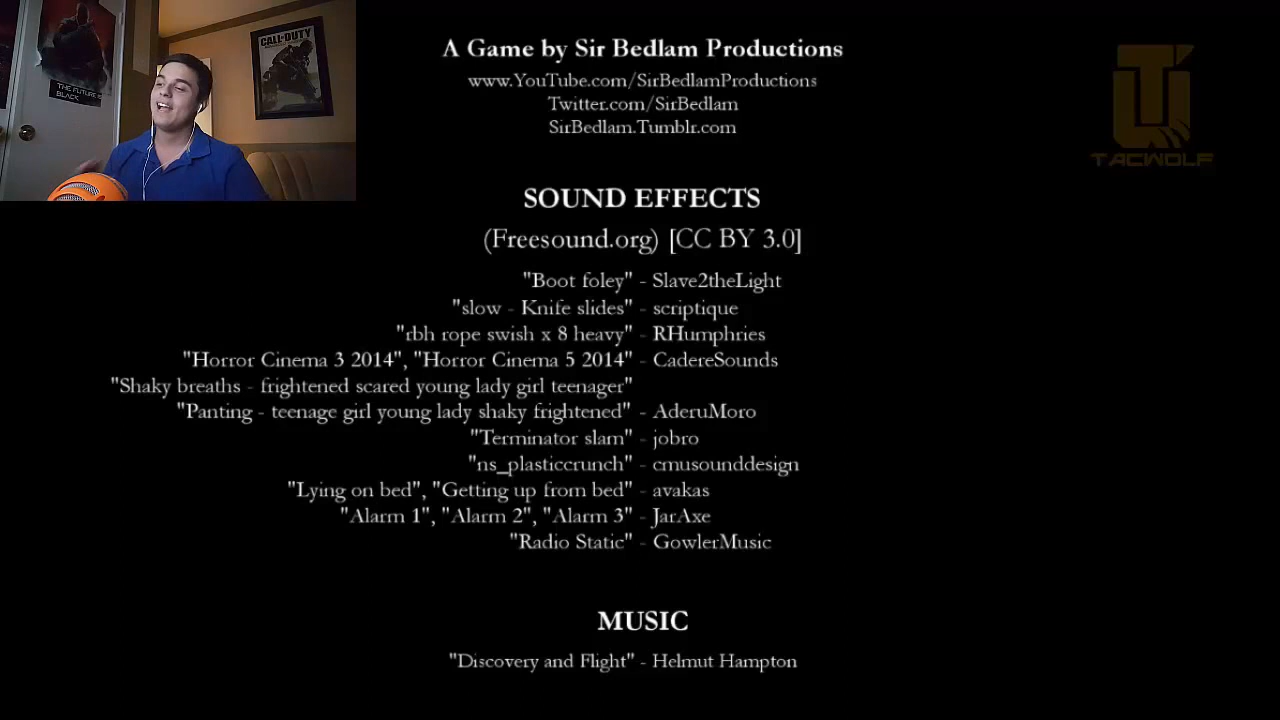 CALL·DUTY
THE FUTURE IS
BLACK
TACWOLF
A Game by Sir Bedlam Productions
www.YouTube.com/SirBedlamProductions
Twitter.com/SirBedlam
SirBedlam.Tumblr.com
SOUND EFFECTS
(Freesound.org) [CC BY 3.0]
"Boot foley" - Slave2theLight
"slow - Knife slides" - scriptique
"rbh rope swish x 8 heavy" - RHumphries
"Horror Cinema 3 2014", "Horror Cinema 5 2014" - CadereSounds
"Shaky breaths - frightened scared young lady girl teenager"
"Panting - teenage girl young lady shaky frightened" - AderuMoro
"Terminator slam" - jobro
"ns_plasticcrunch" - cmusounddesign
"Lying on bed", "Getting up from bed" - avakas
"Alarm 1", "Alarm 2", "Alarm 3" - JarAxe
"Radio Static" - GowlerMusic
MUSIC
"Discovery and Flight" - Helmut Hampton